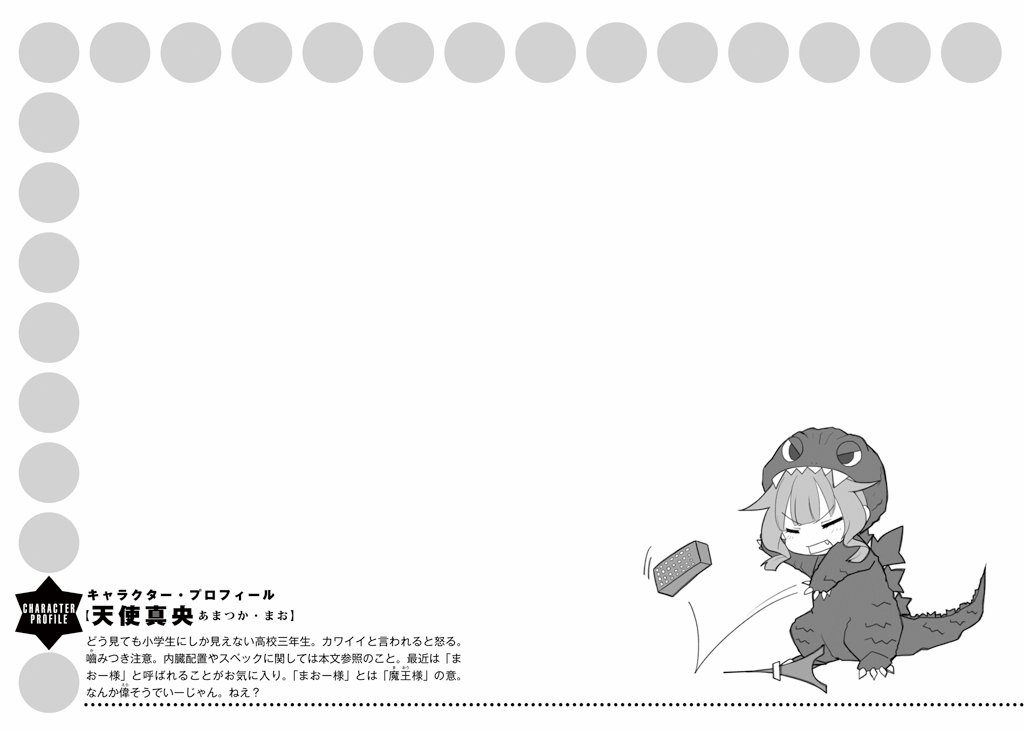 キャラクター・プロフィール
CHARACTER
PROFILE
【天使真央 あまつか・まお】
どう見ても小学生にしか見えない高校三年生。カワイイと言われると怒る。
嚙みつき注意。内臓配置やスペックに関しては本文参照のこと。最近は「ま
おー様」と呼ばれることがお気に入り。「まおー様」とは「魔王様」の意。
なんか偉そうでいーじゃん。ねえ？